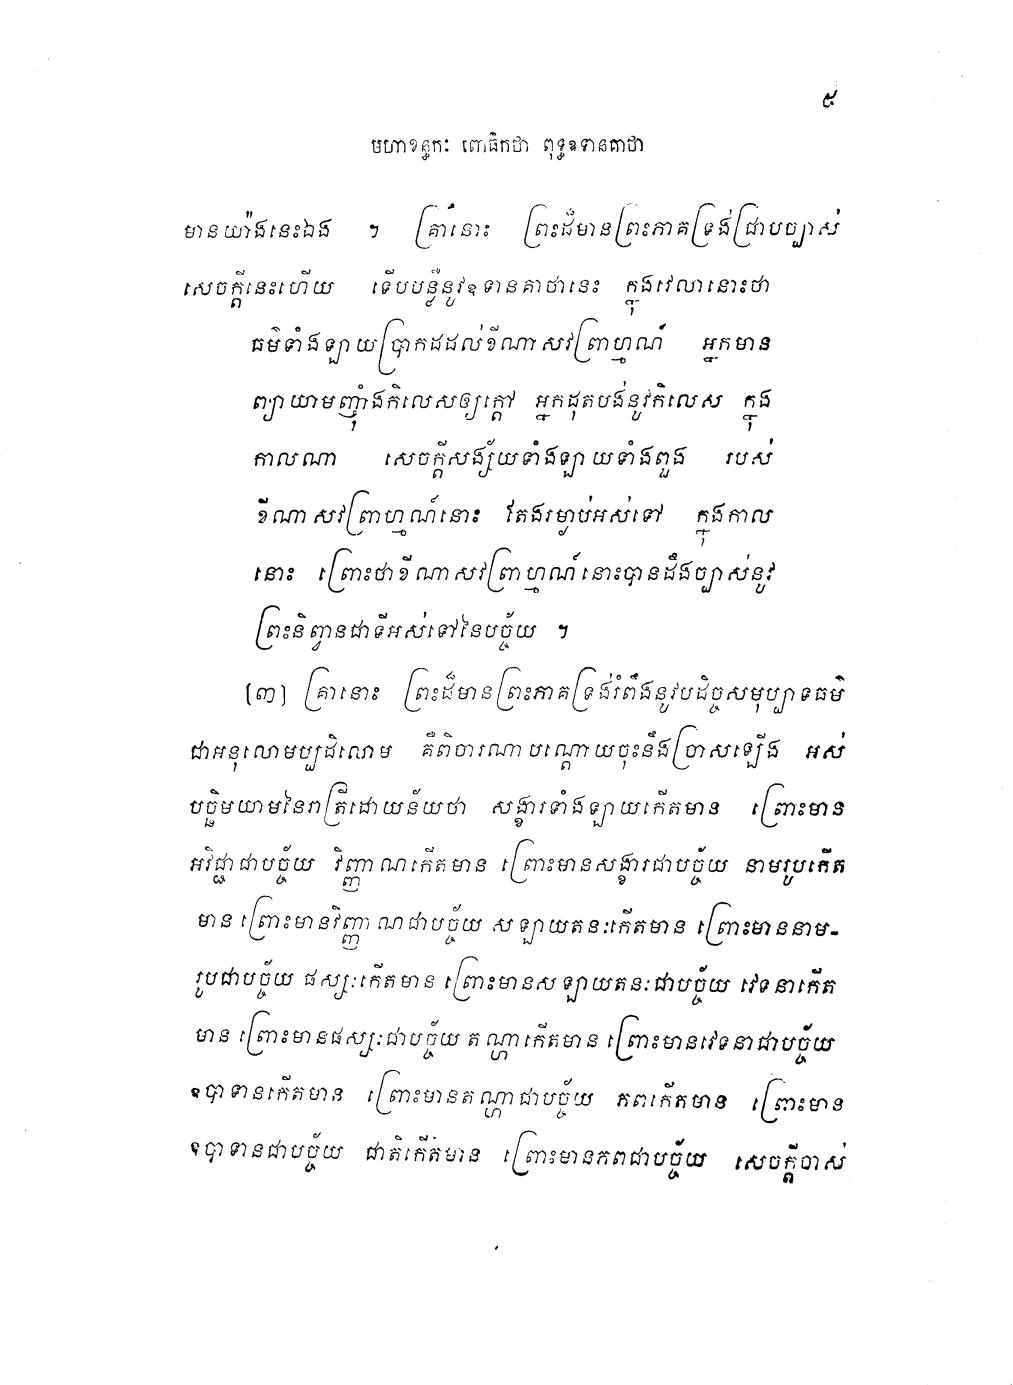 ៥
មហាខន្ធកៈ ពោធិកថា ពុទ្ធឧទានគាថា
មានយ៉ាងនេះឯង ។ គ្រានោះ ព្រះដ៏មានព្រះភាគទ្រង់ជ្រាបច្បាស់
សេចក្តីនេះហើយ ទើបបន្លឺនូវឧទានគាថានេះ ក្នុងវេលានោះថា
ធម៌ទាំងឡាយប្រាកដដល់ខីណាសវព្រាហ្មណ៍ អ្នកមាន
ព្យាយាមញ៉ាំងកិលេសឲ្យក្តៅ អ្នកដុតបង់នូវកិលេស ក្នុង
កាលណា សេចក្តីសង្ស័យទាំងឡាយទាំងពួង របស់
ខីណាសវព្រាហ្មណ៍នោះ តែងរម្ងាប់អស់ទៅ ក្នុងកាល
នោះ ព្រោះថាខីណាសវព្រាហ្មណ៍នោះបានដឹងច្បាស់នូវ
ព្រះនិព្វានជាទីអស់ទៅនៃបច្ច័យ ។
[៣] គ្រានោះ ព្រះដ៏មានព្រះភាគទ្រង់រំពឹងនូវបដិច្ចសមុប្បាទធម៌
ជាអនុលោមប្បដិលោម គឺពិចារណាបណ្តោយចុះនឹងច្រាសឡើង អស់
បច្ឆិមយាមនៃរាត្រីដោយន័យថា សង្ខារទាំងឡាយកើតមាន ព្រោះមាន
អវិជ្ជាជាបច្ច័យ វិញ្ញាណកើតមាន ព្រោះមានសង្ខារជាបច្ច័យ នាមរូបកើត
មាន ព្រោះមានវិញ្ញាណជាបច្ច័យ សឡាយតនៈកើតមាន ព្រោះមាននាម-
រូបជាបច្ច័យ ផស្សៈកើតមាន ព្រោះមានសឡាយតនៈជាបច្ច័យ វេទនាកើត
មាន ព្រោះមានផស្សៈជាបច្ច័យ តណ្ហាកើតមាន ព្រោះមានវេទនាជាបច្ច័យ
ឧបាទានកើតមាន ព្រោះមានតណ្ហាជាបច្ច័យ ភពកើតមាន ព្រោះមាន
ឧបាទានជាបច្ច័យ ជាតិកើតមាន ព្រោះមានភពជាបច្ច័យ សេចក្តីចាស់